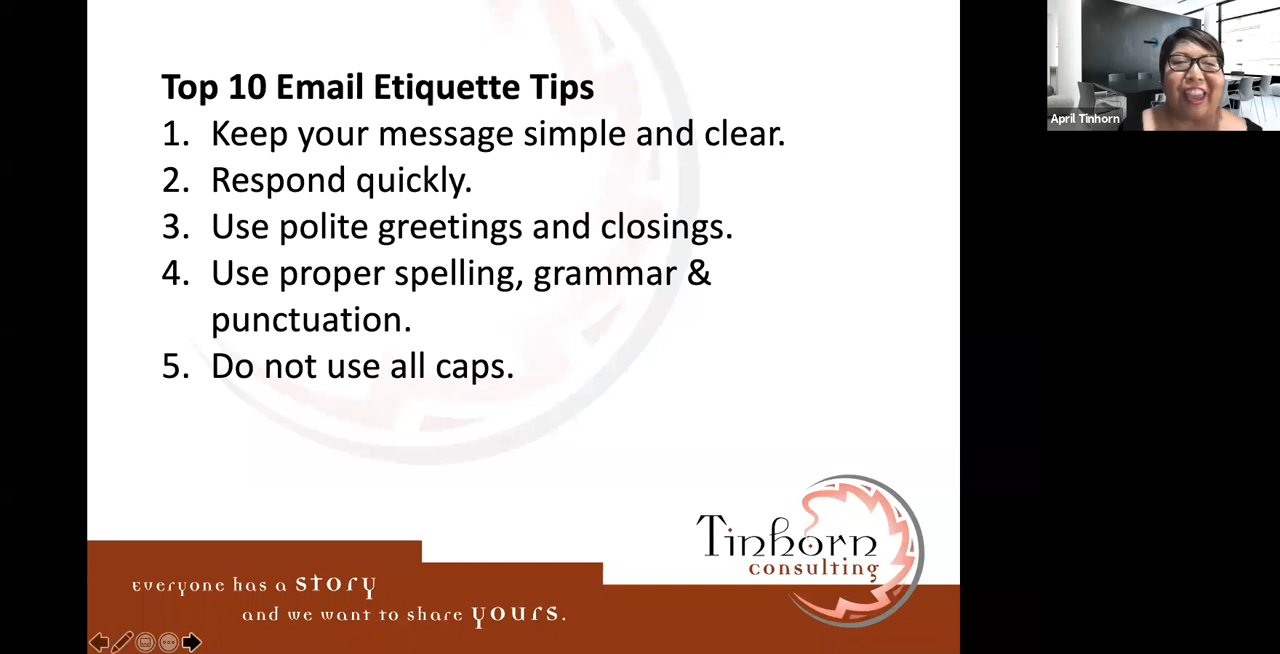 Top 10 Email Etiquette Tips
1. Keep your message simple and clear.
2. Respond quickly.
3. Use polite greetings and closings.
4. Use proper spelling, grammar &
punctuation.
5. Do not use all caps.
April Tinhorn
Tinhorn
consulting
everyone has a story
and we want to share yours.